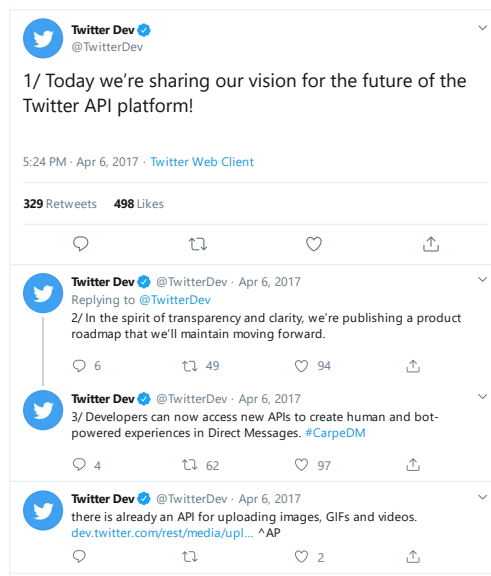 Twitter Dev
@TwitterDev
1/ Today we're sharing our vision for the future of the
Twitter API platform!
5:24 PM · Apr 6, 2017 · Twitter Web Client
329 Retweets 498 Likes
Twitter Dev @TwitterDev · Apr 6, 2017
Replying to @TwitterDev
2/ In the spirit of transparency and clarity, we're publishing a product
roadmap that we'll maintain moving forward.
6 49 94
Twitter Dev @TwitterDev · Apr 6, 2017
3/ Developers can now access new APIs to create human and bot-
powered experiences in Direct Messages. #CarpeDM
4 62 97
Twitter Dev @TwitterDev · Apr 6, 2017
there is already an API for uploading images, GIFs and videos.
dev.twitter.com/rest/media/upl... ^AP
2